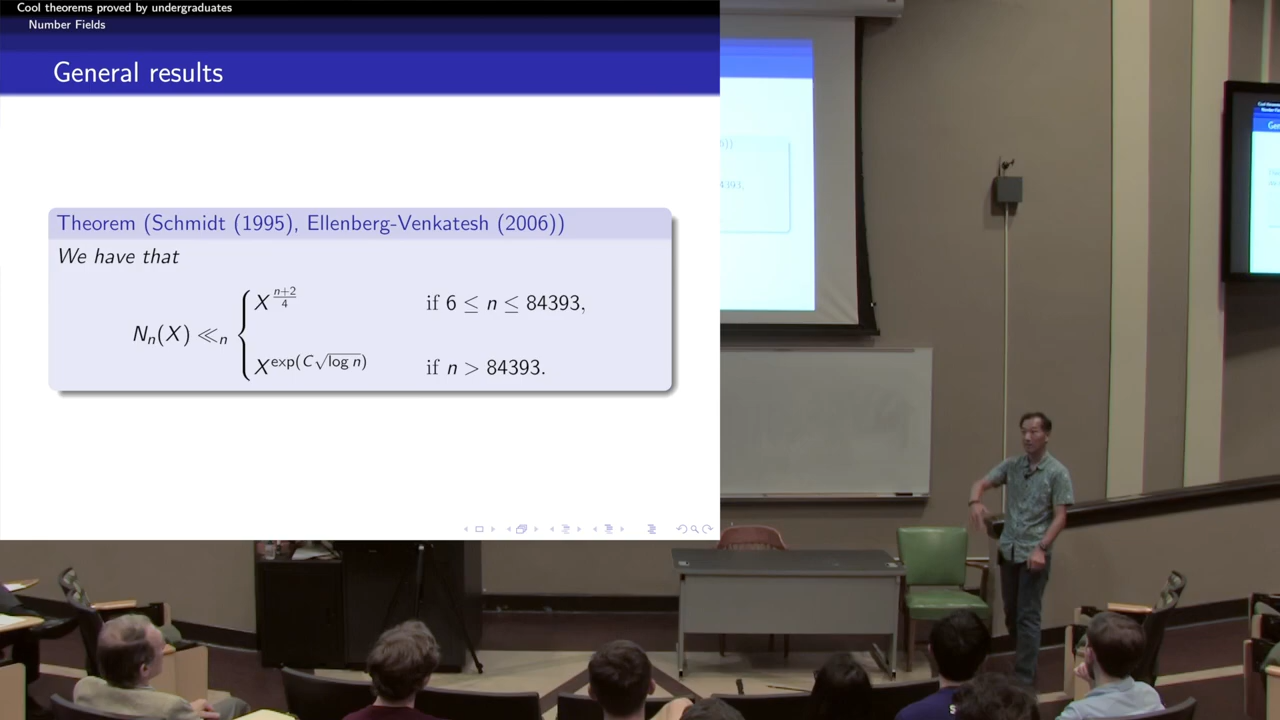 Cool theorems proved by undergraduates
Number Fields
General results
Theorem (Schmidt (1995), Ellenberg-Venkatesh (2006))
We have that
N_n(X) ≪_n { X^{\frac{n+2}{4}} if 6 ≤ n ≤ 84393,
X^{exp(C√log n)} if n > 84393.